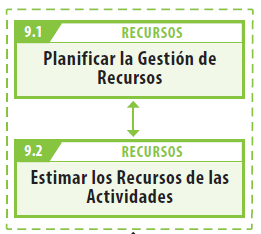 9.1 RECURSOS
Planificar la Gestión de
Recursos
9.2 RECURSOS
Estimar los Recursos de las
Actividades